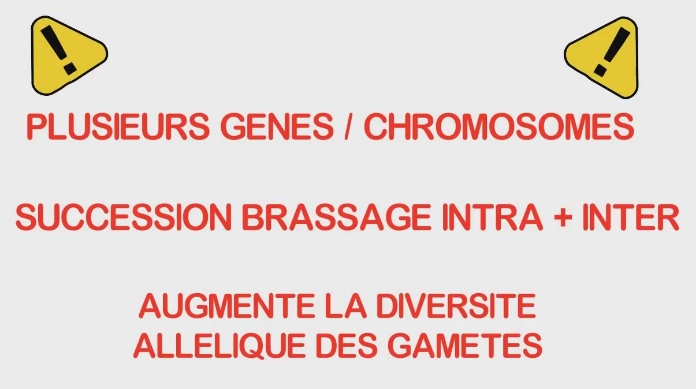 PLUSIEURS GENES / CHROMOSOMES
SUCCESSION BRASSAGE INTRA + INTER
AUGMENTE LA DIVERSITE
ALLELIQUE DES GAMETES